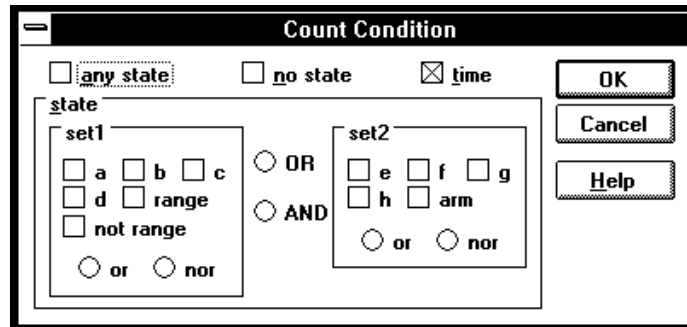 Count Condition
any state no state time OK
state
set1 set2 Cancel
a b c OR e f g
d range AND h arm Help
not range
or nor or nor